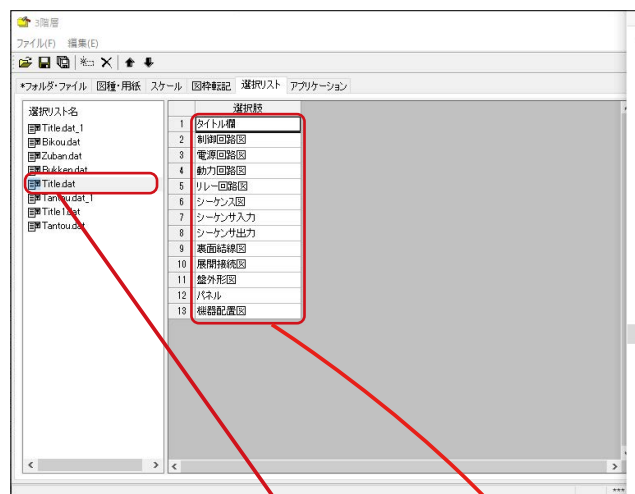 3階層
ファイル(F) 編集(E)
*フォルダ・ファイル 図種・用紙 スケール 図枠転記 選択リスト アプリケーション
選択リスト名
Title.dat_1
Bikou.dat
Zuban.dat
Bukken.dat
Title.dat
Tantou.dat_1
Title1.dat
Tantou.dat
選択肢
1 タイトル欄
2 制御回路図
3 電源回路図
4 動力回路図
5 リレー回路図
6 シーケンス図
7 シーケンサ入力
8 シーケンサ出力
9 裏面結線図
10 展開接続図
11 盤外形図
12 パネル
13 機器配置図
***